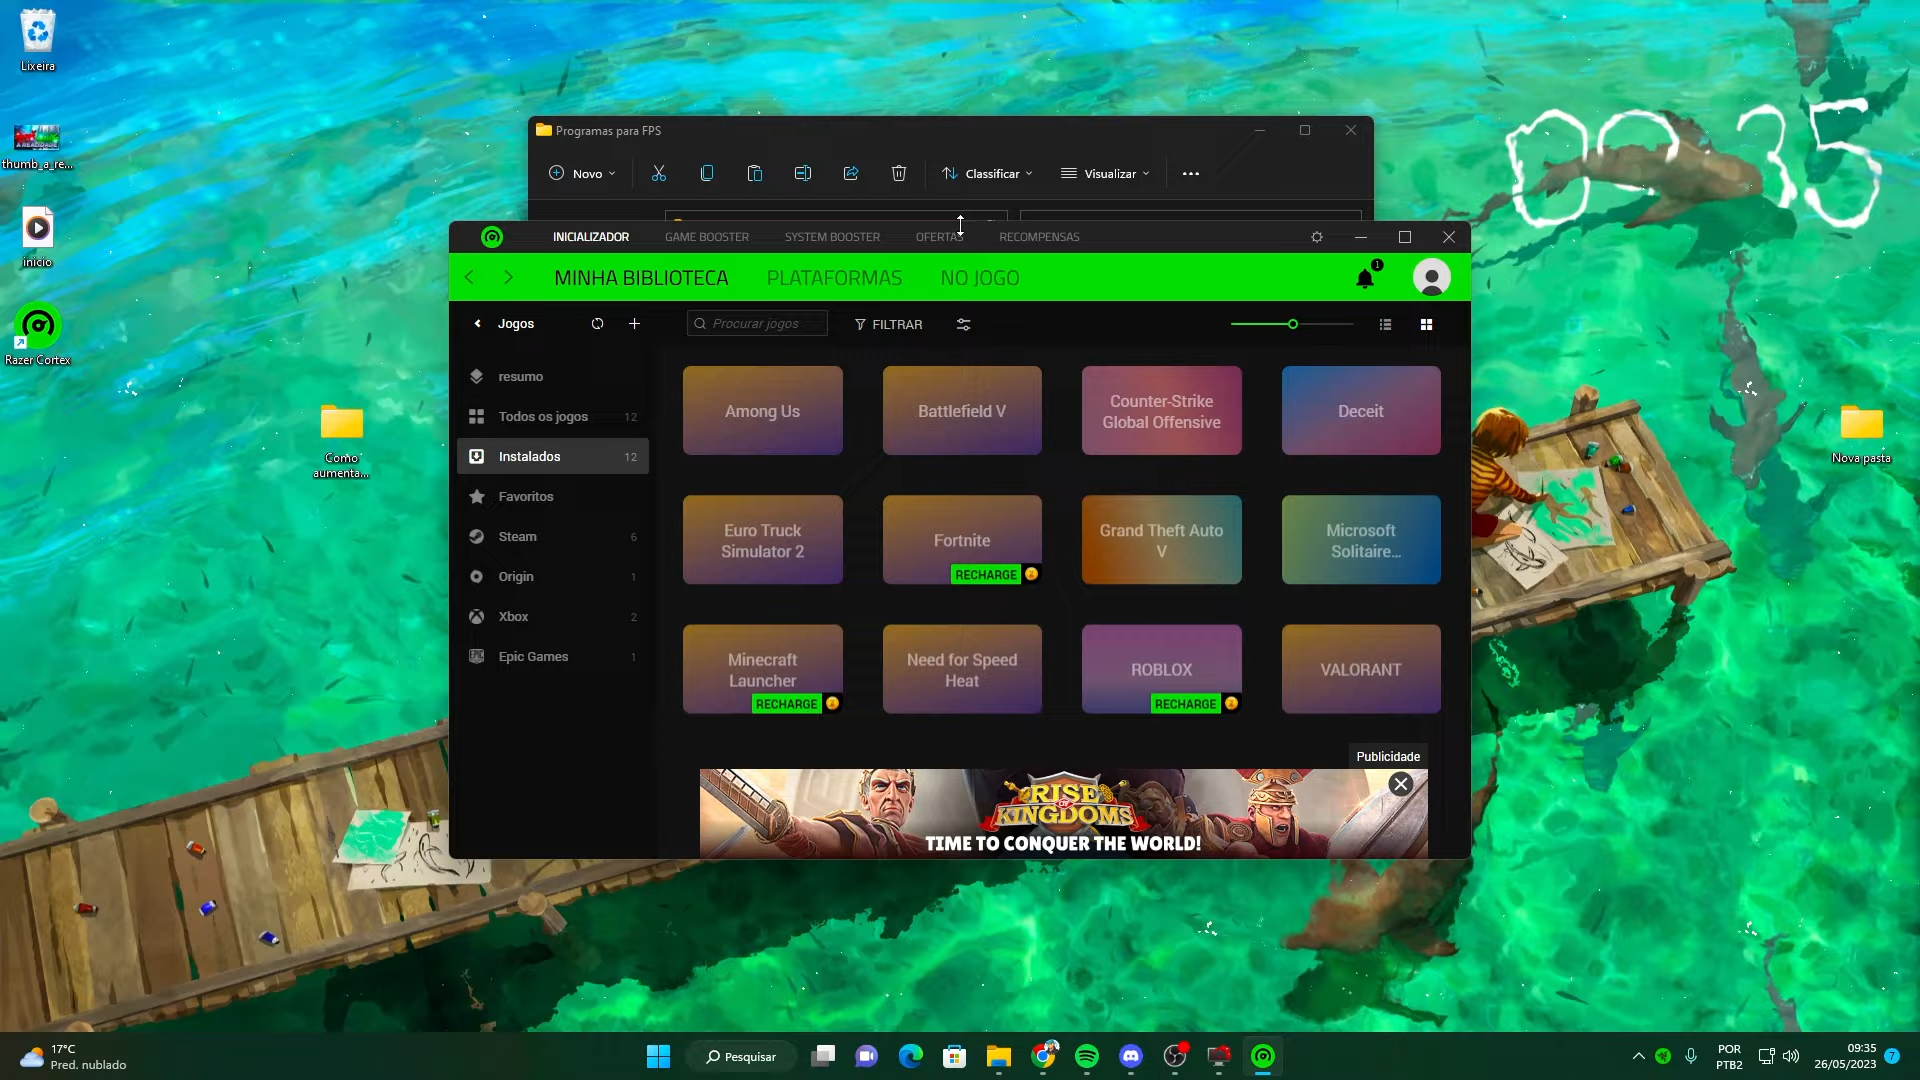 Lixeira
thumb_a_re...
inicio
Razer Cortex
Como
aumenta...
Nova pasta
09:35
Programas para FPS
Novo
Classificar
Visualizar
INICIALIZADOR
GAME BOOSTER
SYSTEM BOOSTER
OFERTAS
RECOMPENSAS
MINHA BIBLIOTECA
PLATAFORMAS
NO JOGO
1
Jogos
Procurar jogos
FILTRAR
resumo
Todos os jogos 12
Instalados 12
Favoritos
Steam 6
Origin 1
Xbox 2
Epic Games 1
Among Us
Battlefield V
Counter-Strike
Global Offensive
Deceit
Euro Truck
Simulator 2
Fortnite
RECHARGE
Grand Theft Auto
V
Microsoft
Solitaire...
Minecraft
Launcher
RECHARGE
Need for Speed
Heat
ROBLOX
RECHARGE
VALORANT
Publicidade
RISE
OF
KINGDOMS
TIME TO CONQUER THE WORLD!
17°C
Pred. nublado
Pesquisar
POR
PTB2
09:35
26/05/2023
7